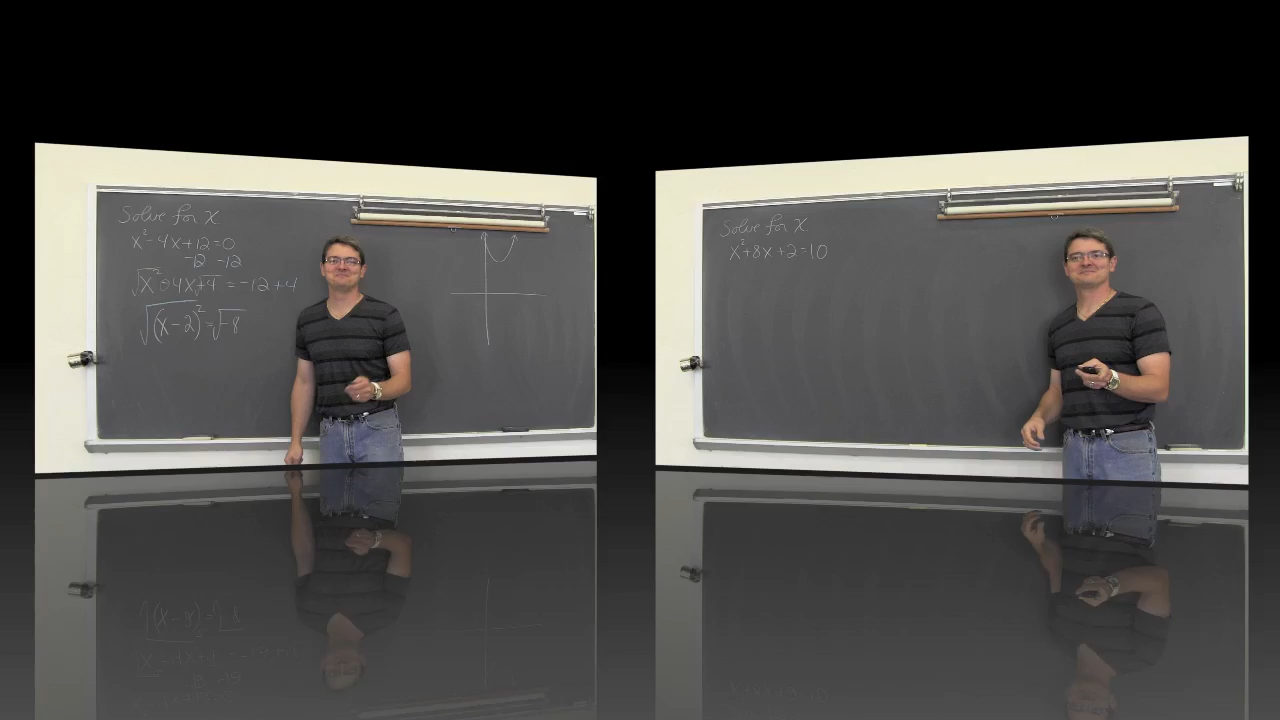 Solve for x
x²-4x+12=0
-12 -12
√x²-4x+4 = -12+4
√(x-2)² = √-8
Solve for x
x²+8x+2=10